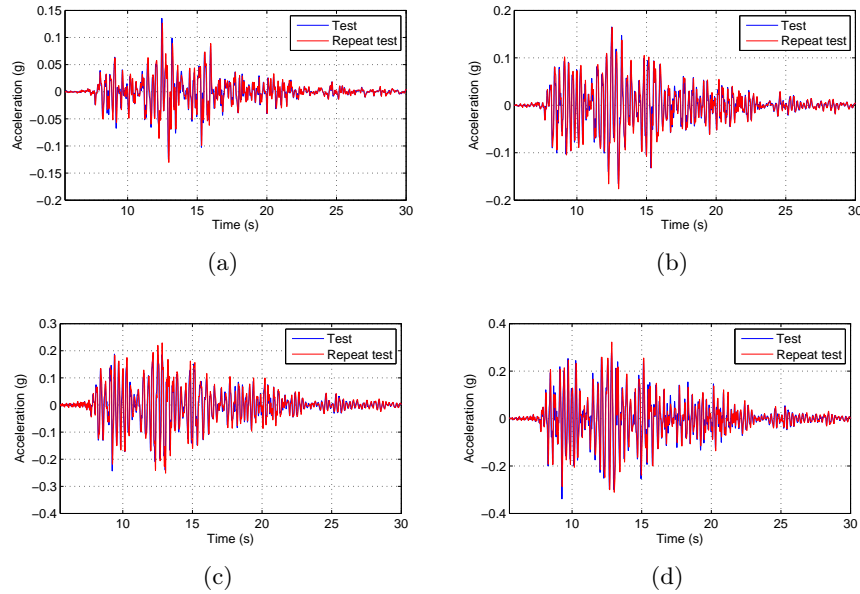 0.15
0.1
0.05
0
−0.05
−0.1
−0.15
−0.2
Acceleration (g)
10 15 20 25 30
Time (s)
Test
Repeat test
(a)
0.2
0.1
0
−0.1
−0.2
Acceleration (g)
10 15 20 25 30
Time (s)
Test
Repeat test
(b)
0.3
0.2
0.1
0
−0.1
−0.2
−0.3
−0.4
Acceleration (g)
10 15 20 25 30
Time (s)
Test
Repeat test
(c)
0.4
0.2
0
−0.2
−0.4
Acceleration (g)
10 15 20 25 30
Time (s)
Test
Repeat test
(d)